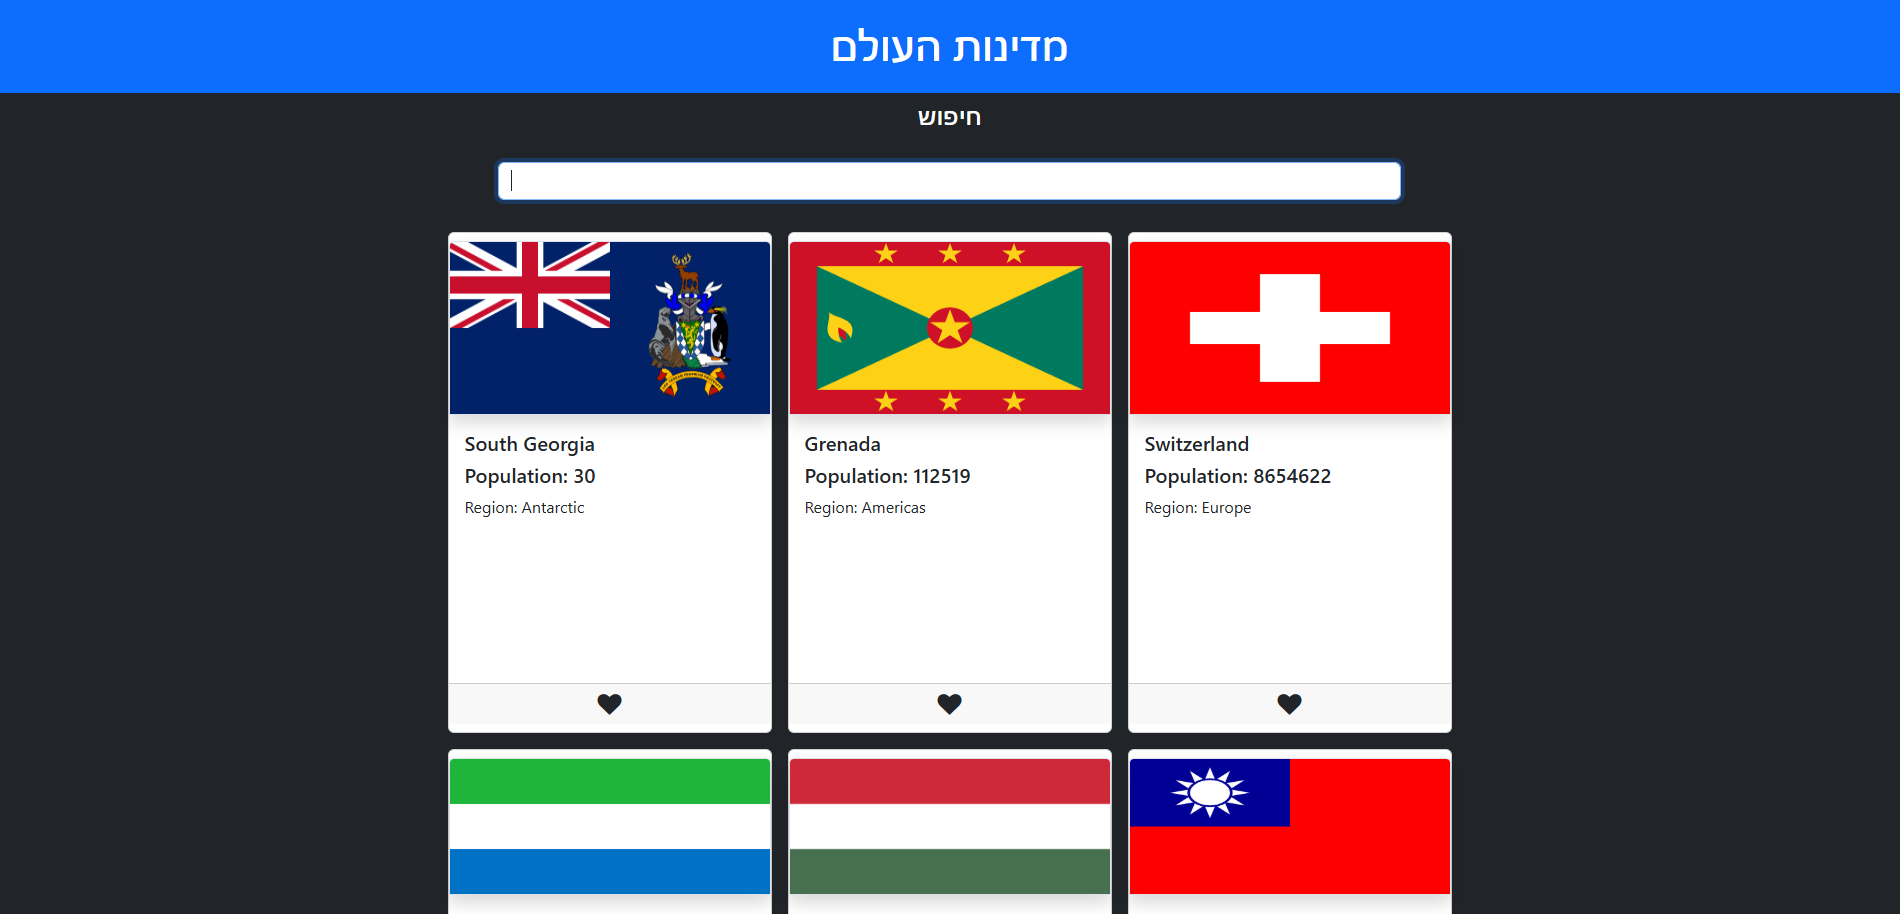 מדינות העולם
חיפוש
South Georgia
Population: 30
Region: Antarctic
Grenada
Population: 112519
Region: Americas
Switzerland
Population: 8654622
Region: Europe